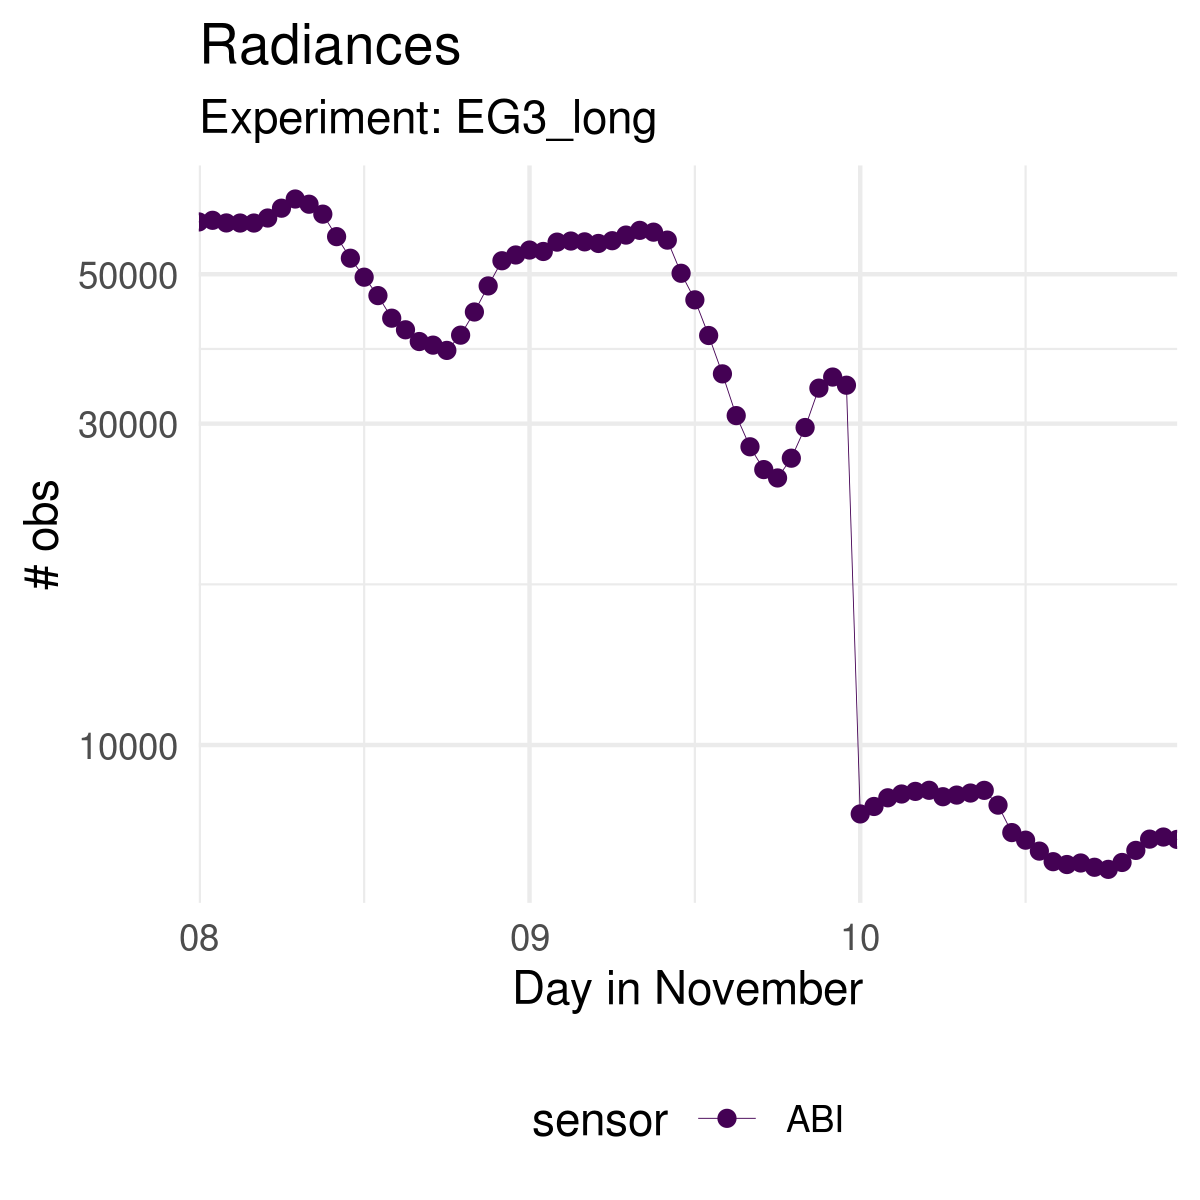 Radiances
Experiment: EG3_long
50000
30000
10000
# obs
08 09 10
Day in November
sensor ABI